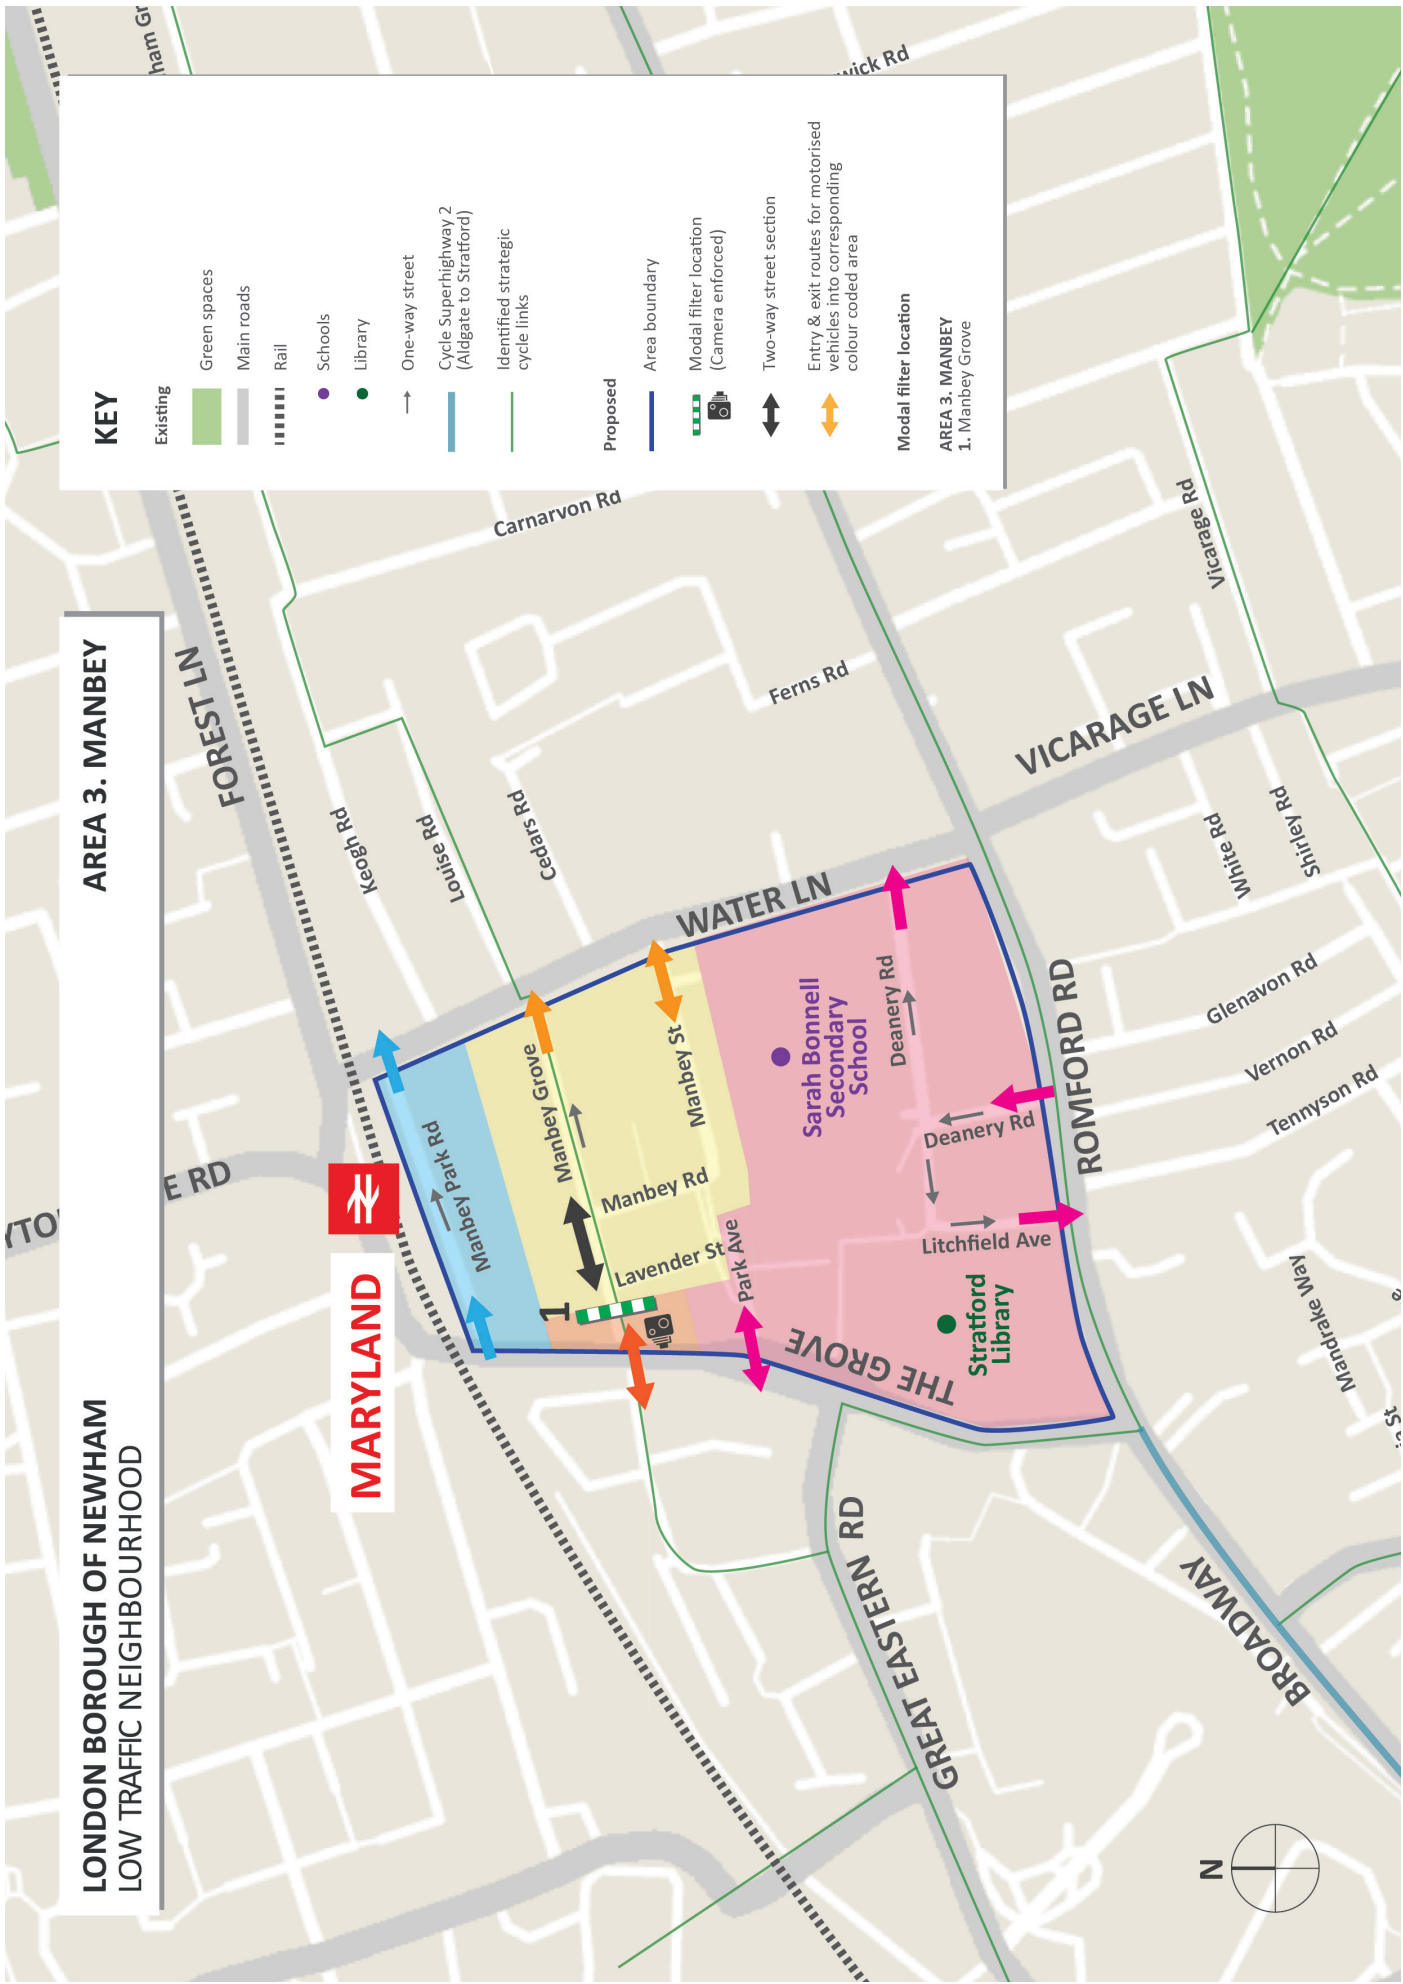 LONDON BOROUGH OF NEWHAM
LOW TRAFFIC NEIGHBOURHOOD
AREA 3. MANBEY
KEY
Existing
Green spaces
Main roads
Rail
Schools
Library
One-way street
Cycle Superhighway 2
(Aldgate to Stratford)
Identified strategic
cycle links
Proposed
Area boundary
Modal filter location
(Camera enforced)
Two-way street section
Entry & exit routes for motorised
vehicles into corresponding
colour coded area
Modal filter location
AREA 3. MANBEY
1. Manbey Grove
FOREST LN
MARYLAND
Keogh Rd
Louise Rd
Cedars Rd
Carnarvon Rd
Ferns Rd
WATER LN
VICARAGE LN
Vicarage Rd
White Rd
Shirley Rd
Manbey Park Rd
Manbey Park Rd
Manbey Grove
Manbey Grove
1
Manbey St
Manbey St
Manbey Rd
Lavender St
Park Ave
THE GROVE
Sarah Bonnell
Secondary
School
Deanery Rd
Deanery Rd
Litchfield Ave
Stratford
Library
ROMFORD RD
Glenavon Rd
Vernon Rd
Tennyson Rd
Mandrake Way
GREAT EASTERN RD
BROADWAY
N